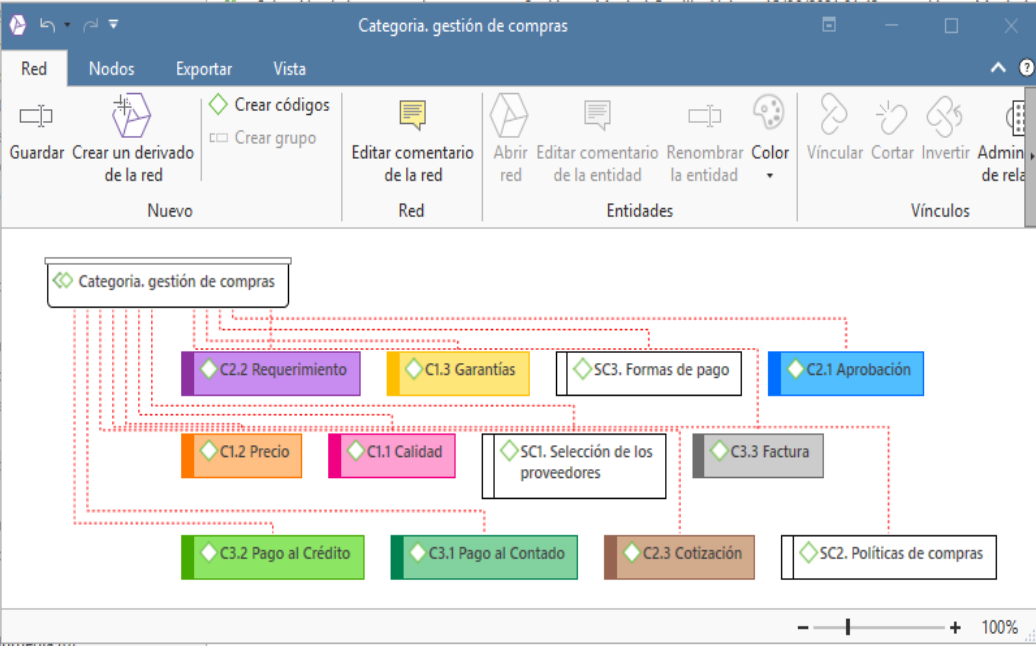 Categoria. gestión de compras
Red Nodos Exportar Vista
Guardar
Crear un derivado
de la red
Crear códigos
Crear grupo
Nuevo
Editar comentario
de la red
Red
Abrir
red
Editar comentario
de la entidad
Renombrar
la entidad
Color
Entidades
Víncular Cortar Invertir
de rela
Vínculos
Categoria. gestión de compras
C2.2 Requerimiento
C1.3 Garantías
SC3. Formas de pago
C2.1 Aprobación
C1.2 Precio
C1.1 Calidad
SC1. Selección de los
proveedores
C3.3 Factura
C3.2 Pago al Crédito
C3.1 Pago al Contado
C2.3 Cotización
SC2. Políticas de compras
100%